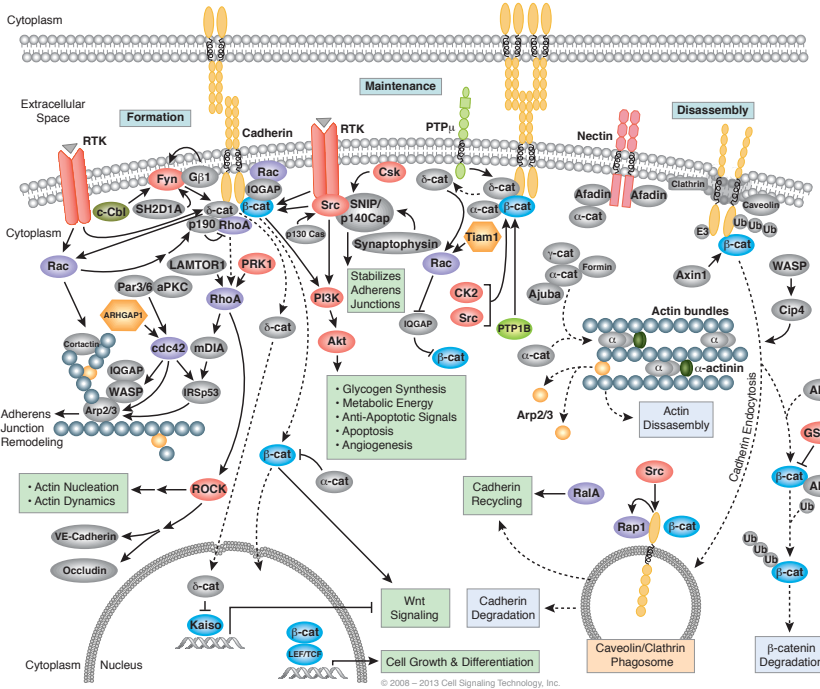 Cytoplasm
Maintenance
Extracellular
Space
Formation
Disassembly
RTK
Cadherin
RTK
PTPμ
Nectin
Fyn
Gβ1
Rac
IQGAP
β-cat
Src
SNIP/
p140Cap
Csk
δ-cat
δ-cat
α-cat
β-cat
Clathrin
Caveolin
Afadin
Afadin
α-cat
c-Cbl
SH2D1A
δ-cat
p190
RhoA
p130 Cas
Synaptophysin
Tiam1
E3
Ub
Ub
Ub
β-cat
Cytoplasm
Rac
LAMTOR1
PRK1
Stabilizes
Adherens
Junctions
Rac
γ-cat
α-cat
Formin
Ajuba
Axin1
WASP
Par3/6
aPKC
RhoA
PI3K
CK2
Src
PTP1B
Cip4
ARHGAP1
δ-cat
IQGAP
Actin bundles
Cortactin
cdc42
mDIA
Akt
β-cat
α-cat
α
α
α
α
α-actinin
IQGAP
WASP
IRSp53
Arp2/3
Adherens
Junction
Remodeling
• Glycogen Synthesis
• Metabolic Energy
• Anti-Apoptotic Signals
• Apoptosis
• Angiogenesis
Arp2/3
Actin
Disassembly
Cadherin Endocytosis
β-cat
α-cat
GS
β-cat
Ub
• Actin Nucleation
• Actin Dynamics
ROCK
Cadherin
Recycling
RalA
Src
Rap1
β-cat
VE-Cadherin
Occludin
Ub
Ub
Ub
β-cat
δ-cat
Kaiso
Wnt
Signaling
Cadherin
Degradation
β-cat
LEF/TCF
Cell Growth & Differentiation
Caveolin/Clathrin
Phagosome
β-catenin
Degradation
Cytoplasm
Nucleus
© 2008 – 2013 Cell Signaling Technology, Inc.